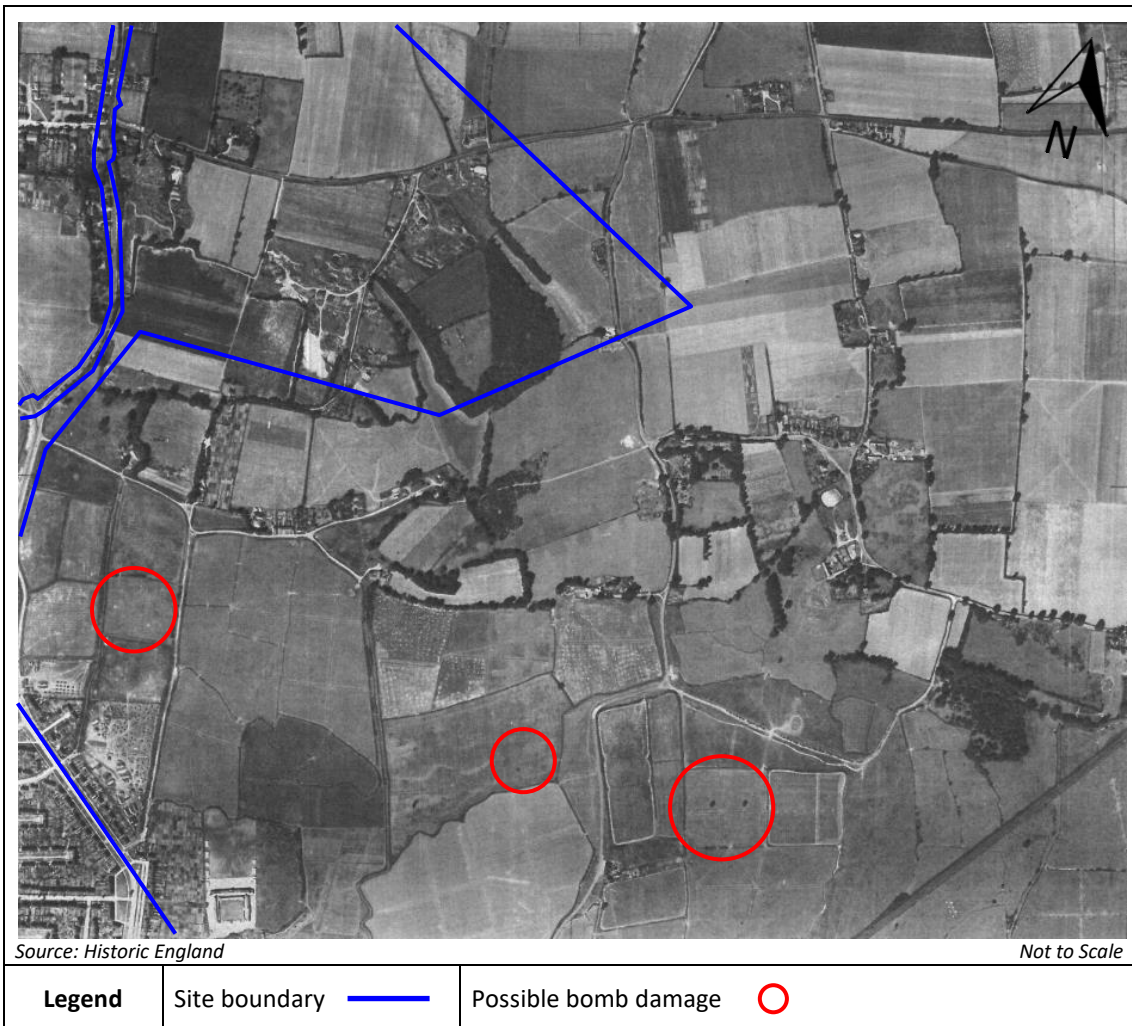 N
Source: Historic England
Not to Scale
Legend
Site boundary
Possible bomb damage